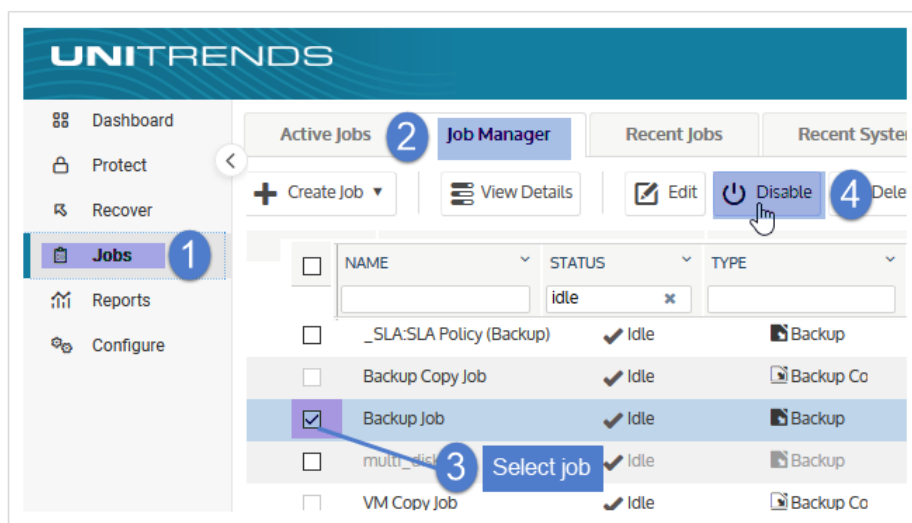 UNITRENDS
Dashboard
Protect
Recover
Jobs
1
Reports
Configure
Active Jobs
2
Job Manager
Recent Jobs
Recent Syste
Create Job
View Details
Edit
Disable
4
Dele
NAME STATUS TYPE
idle
_SLA:SLA Policy (Backup) Idle Backup
Backup Copy Job Idle Backup Co
Backup Job Idle Backup
Idle Backup
3
Select job
VM Copy Job Idle Backup Co